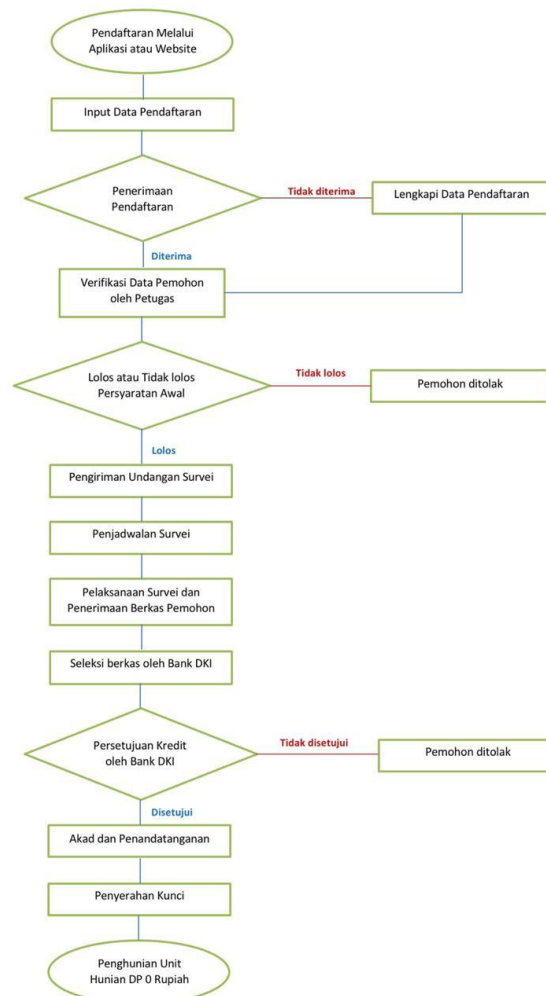 Pendaftaran Melalui
Aplikasi atau Website
Input Data Pendaftaran
Penerimaan
Pendaftaran
Tidak diterima
Lengkapi Data Pendaftaran
Diterima
Verifikasi Data Pemohon
oleh Petugas
Lolos atau Tidak lolos
Persyaratan Awal
Tidak lolos
Pemohon ditolak
Lolos
Pengiriman Undangan Survei
Penjadwalan Survei
Pelaksanaan Survei dan
Penerimaan Berkas Pemohon
Seleksi berkas oleh Bank DKI
Persetujuan Kredit
oleh Bank DKI
Tidak disetujui
Pemohon ditolak
Disetujui
Akad dan Penandatanganan
Penyerahan Kunci
Penghunian Unit
Hunian DP 0 Rupiah